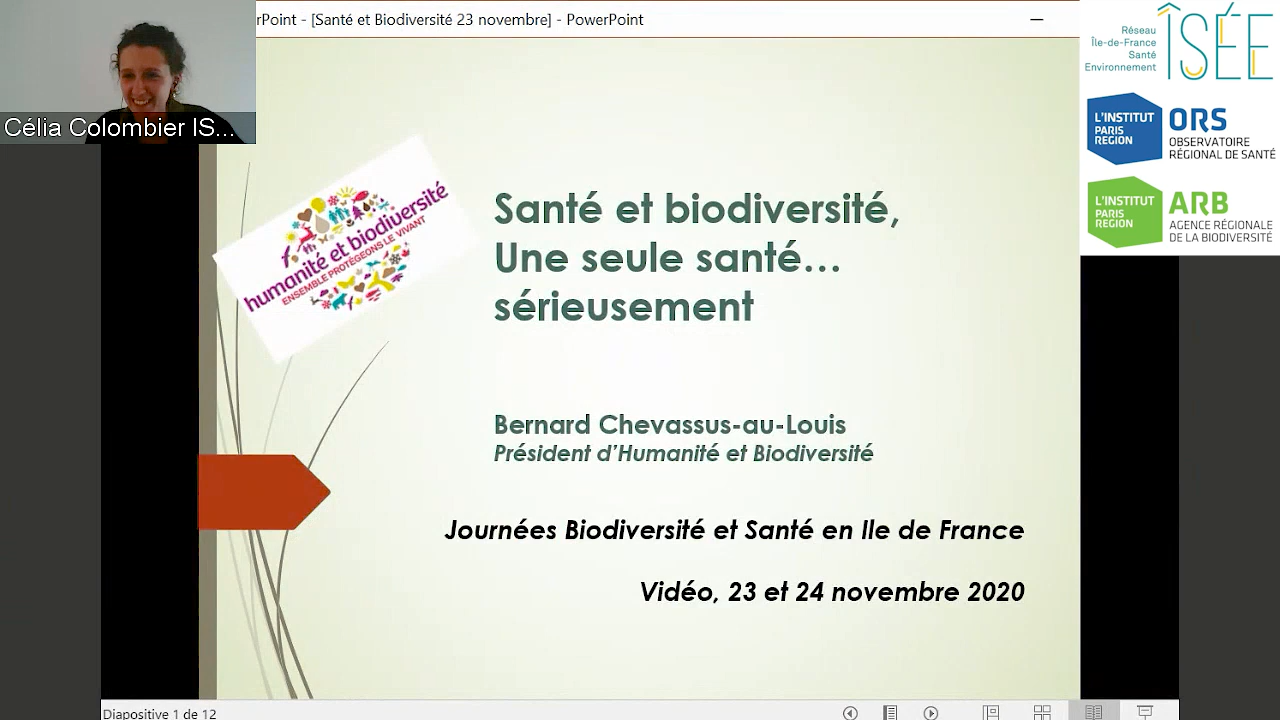 rPoint - [Santé et Biodiversité 23 novembre] - PowerPoint
Célia Colombier IS...
Réseau
Île-de-France
Santé
Environnement
ÎSÉE
L'INSTITUT
PARIS
REGION
ORS
OBSERVATOIRE
RÉGIONAL DE SANTÉ
L'INSTITUT
PARIS
REGION
ARB
AGENCE RÉGIONALE
DE LA BIODIVERSITÉ
humanité et biodiversité
ENSEMBLE PROTÉGEONS LE VIVANT
Santé et biodiversité,
Une seule santé...
sérieusement
Bernard Chevassus-au-Louis
Président d'Humanité et Biodiversité
Journées Biodiversité et Santé en Ile de France
Vidéo, 23 et 24 novembre 2020
Diapositive 1 de 12